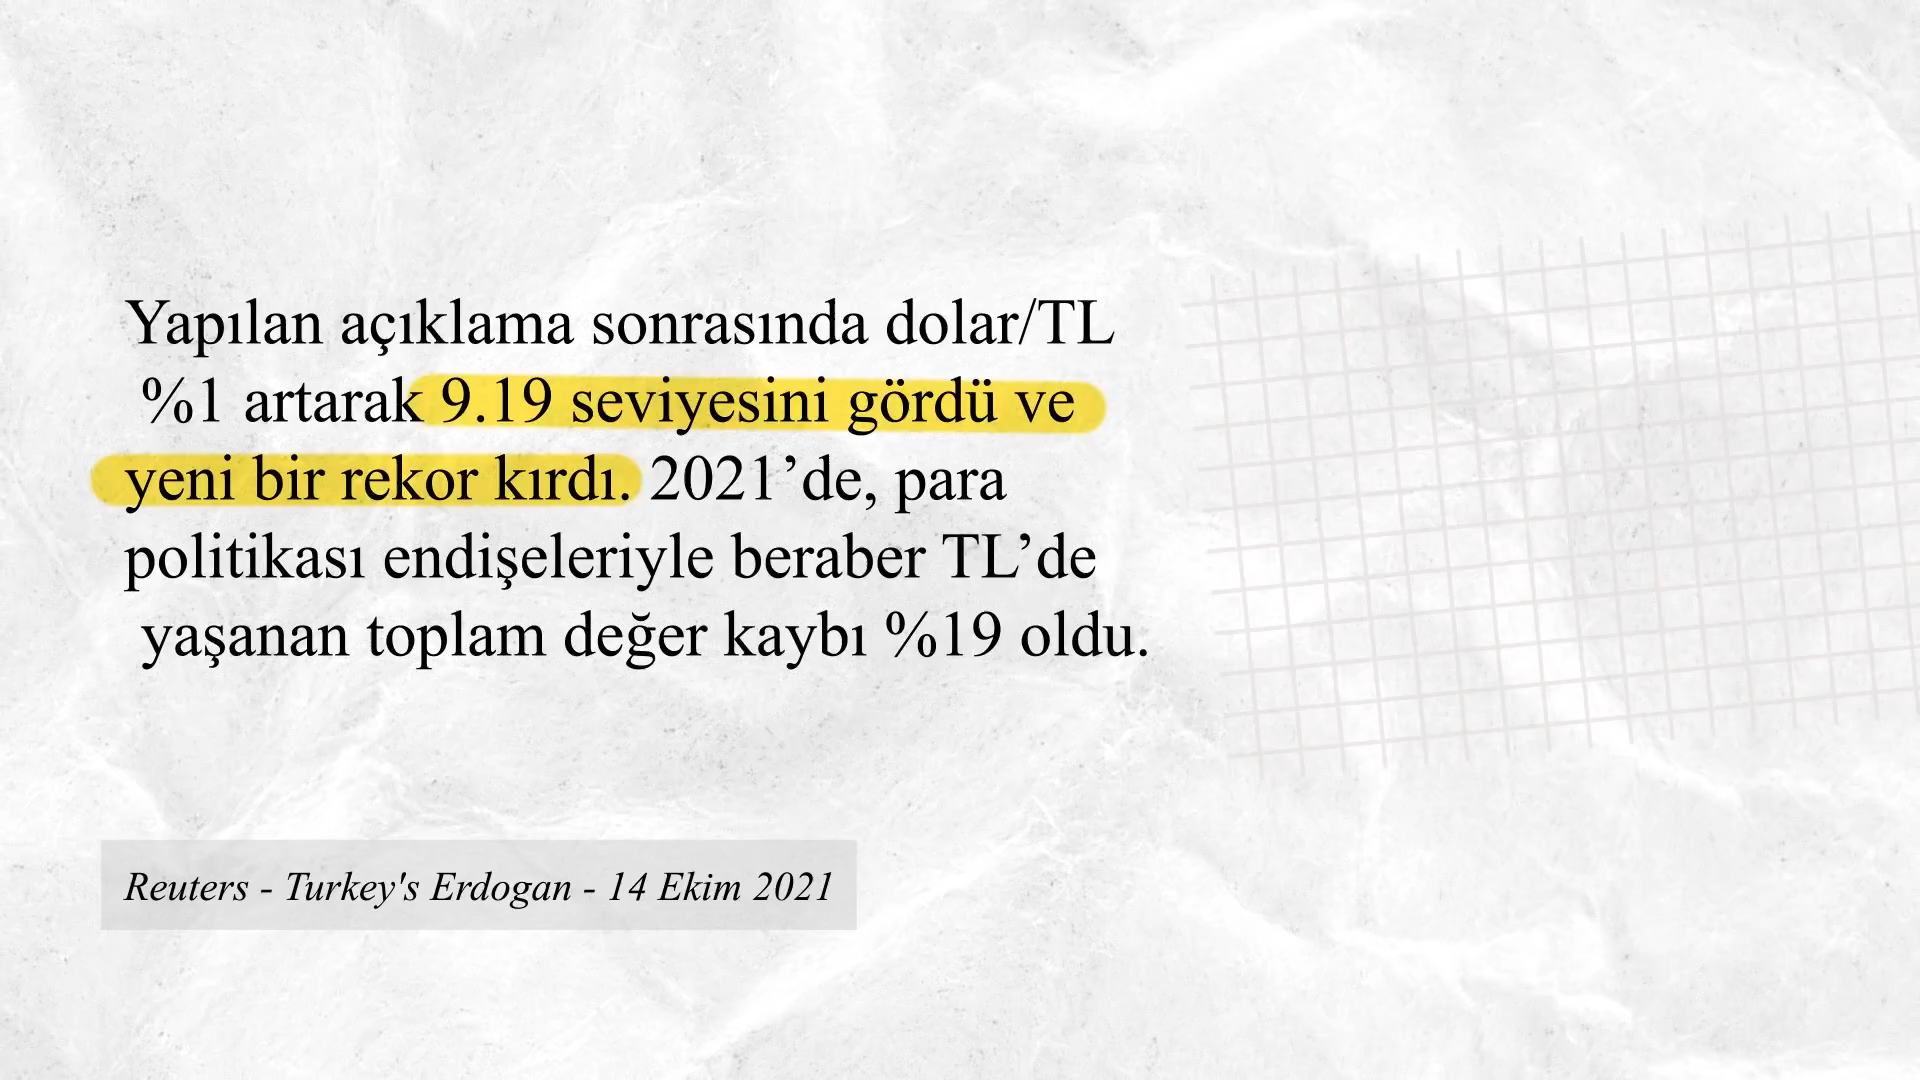 Yapılan açıklama sonrasında dolar/TL
%1 artarak 9.19 seviyesini gördü ve
yeni bir rekor kırdı. 2021’de, para
politikası endişeleriyle beraber TL’de
yaşanan toplam değer kaybı %19 oldu.
Reuters - Turkey's Erdogan - 14 Ekim 2021